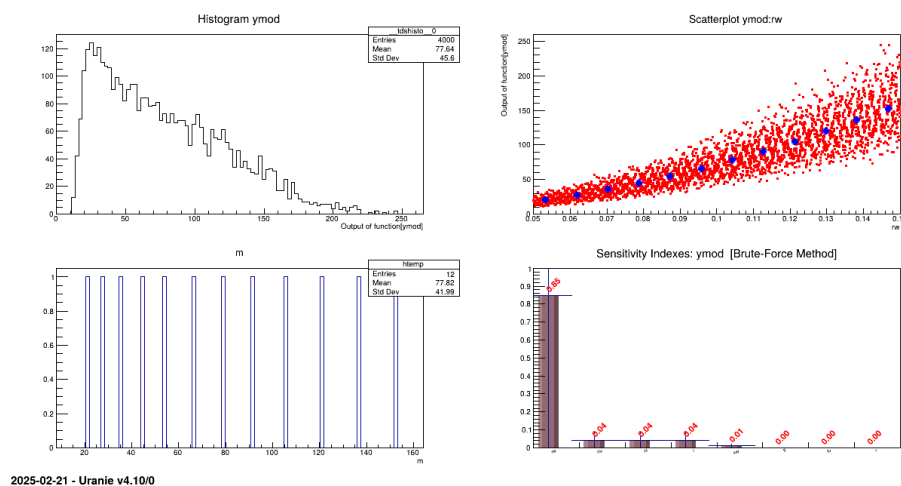 Histogram ymod
__tdshisto__0
Entries 4000
Mean 77.64
Std Dev 45.6
120
100
80
60
40
20
0
0 50 100 150 200 250
Output of function[ymod]
Scatterplot ymod:rw
Output of function[ymod]
250
200
150
100
50
0
0.05 0.06 0.07 0.08 0.09 0.1 0.11 0.12 0.13 0.14 0.1
rw
m
htemp
Entries 12
Mean 77.82
Std Dev 41.99
1
0.8
0.6
0.4
0.2
0
20 40 60 80 100 120 140 160
m
Sensitivity Indexes: ymod [Brute-Force Method]
1
0.9
0.8
0.7
0.6
0.5
0.4
0.3
0.2
0.1
0
0.85 0.04 0.04 0.04 0.01 0.00 0.00 0.00
2025-02-21 - Uranie v4.10/0